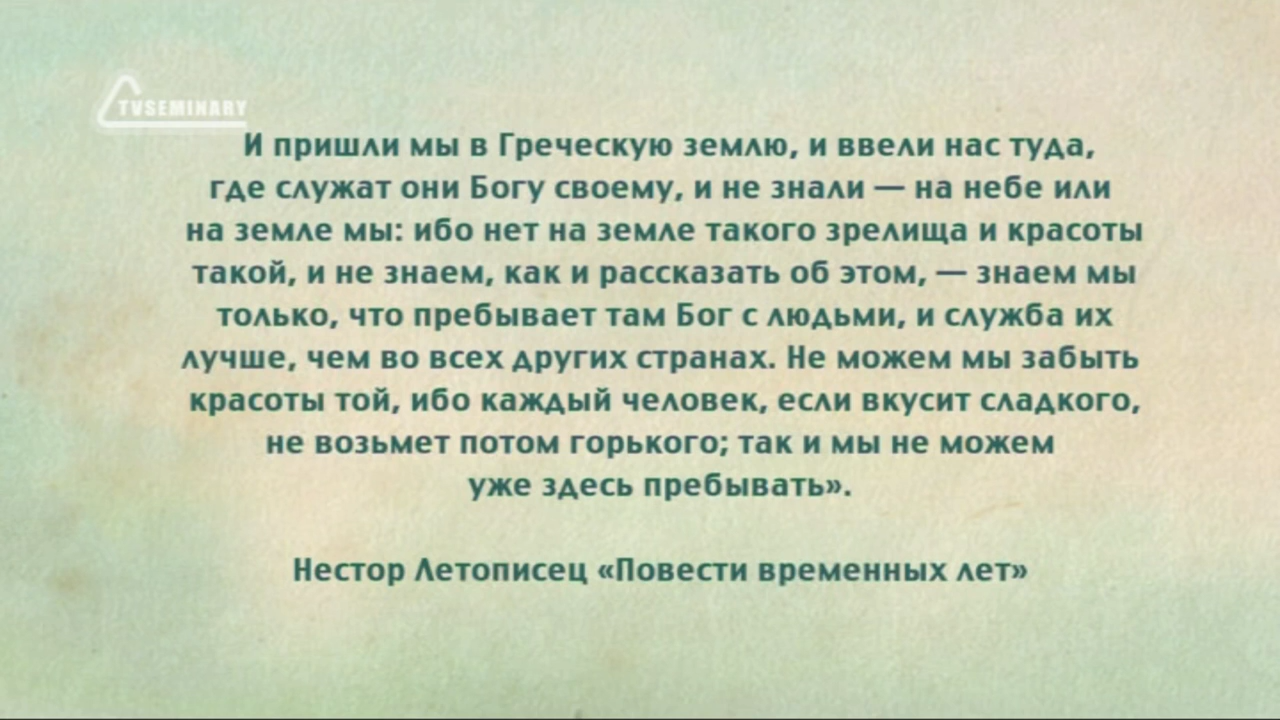 TVSEMINARY
И пришли мы в Греческую землю, и ввели нас туда,
где служат они Богу своему, и не знали — на небе или
на земле мы: ибо нет на земле такого зрелища и красоты
такой, и не знаем, как и рассказать об этом, — знаем мы
только, что пребывает там Бог с людьми, и служба их
лучше, чем во всех других странах. Не можем мы забыть
красоты той, ибо каждый человек, если вкусит сладкого,
не возьмет потом горького; так и мы не можем
уже здесь пребывать».
Нестор Летописец «Повести временных лет»